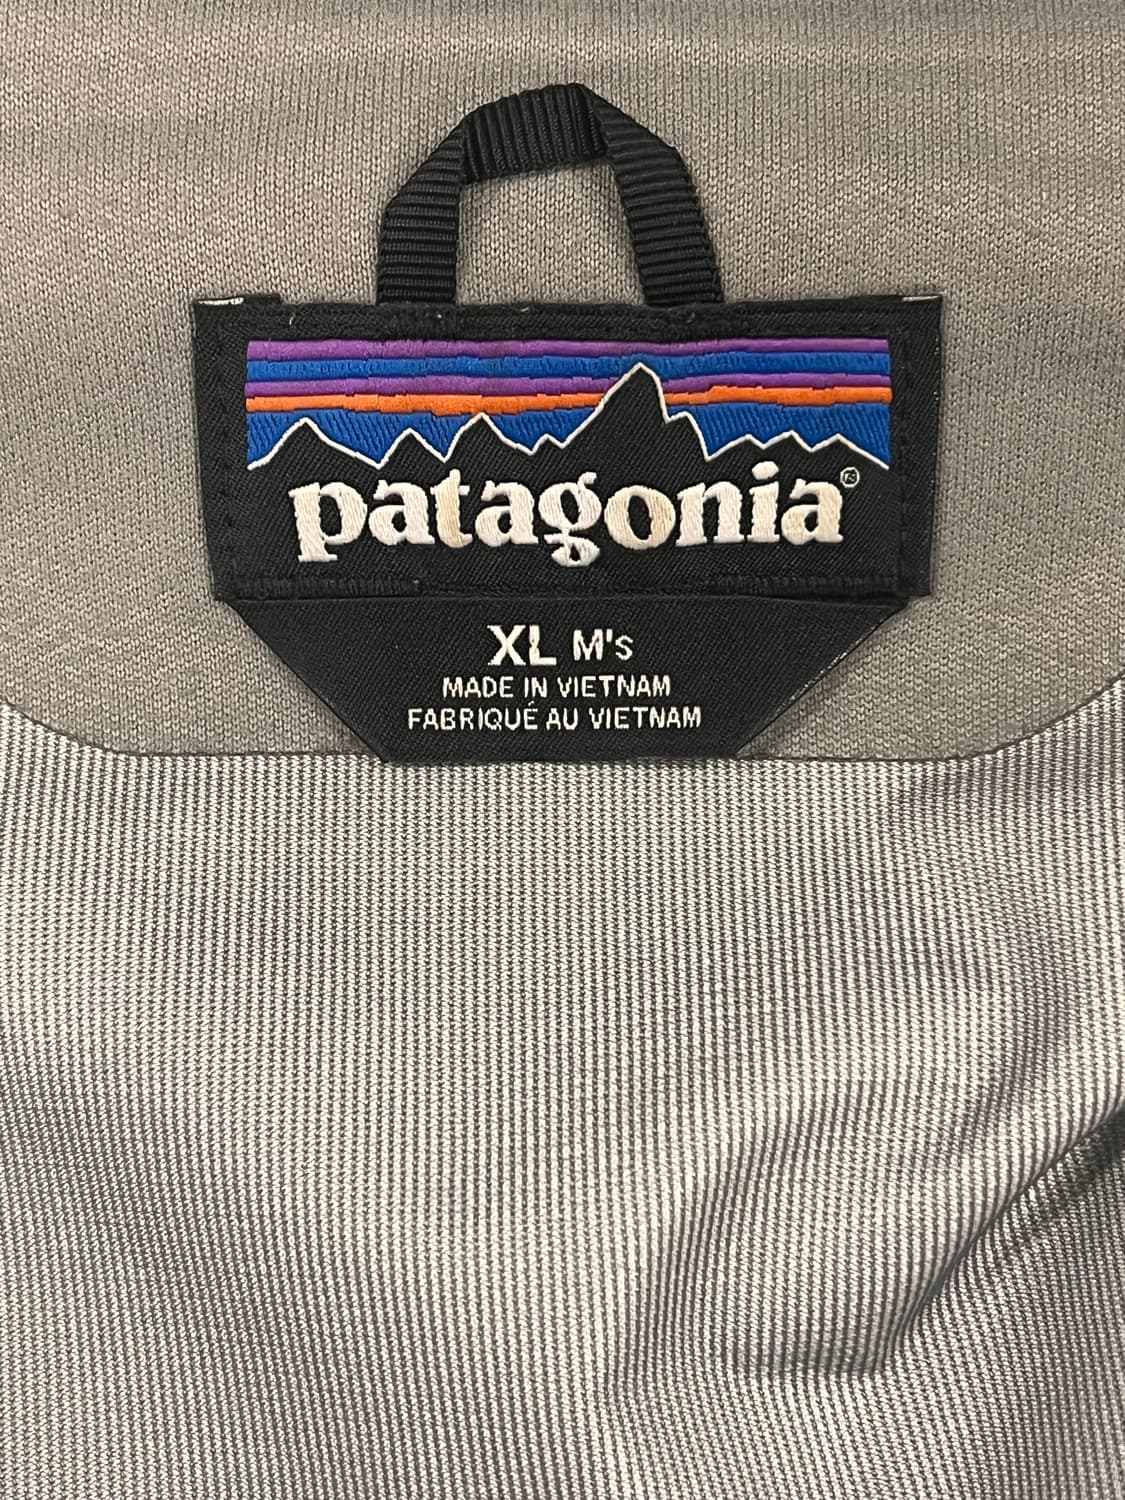 patagonia®
XL M's
MADE IN VIETNAM
FABRIQUÉ AU VIETNAM